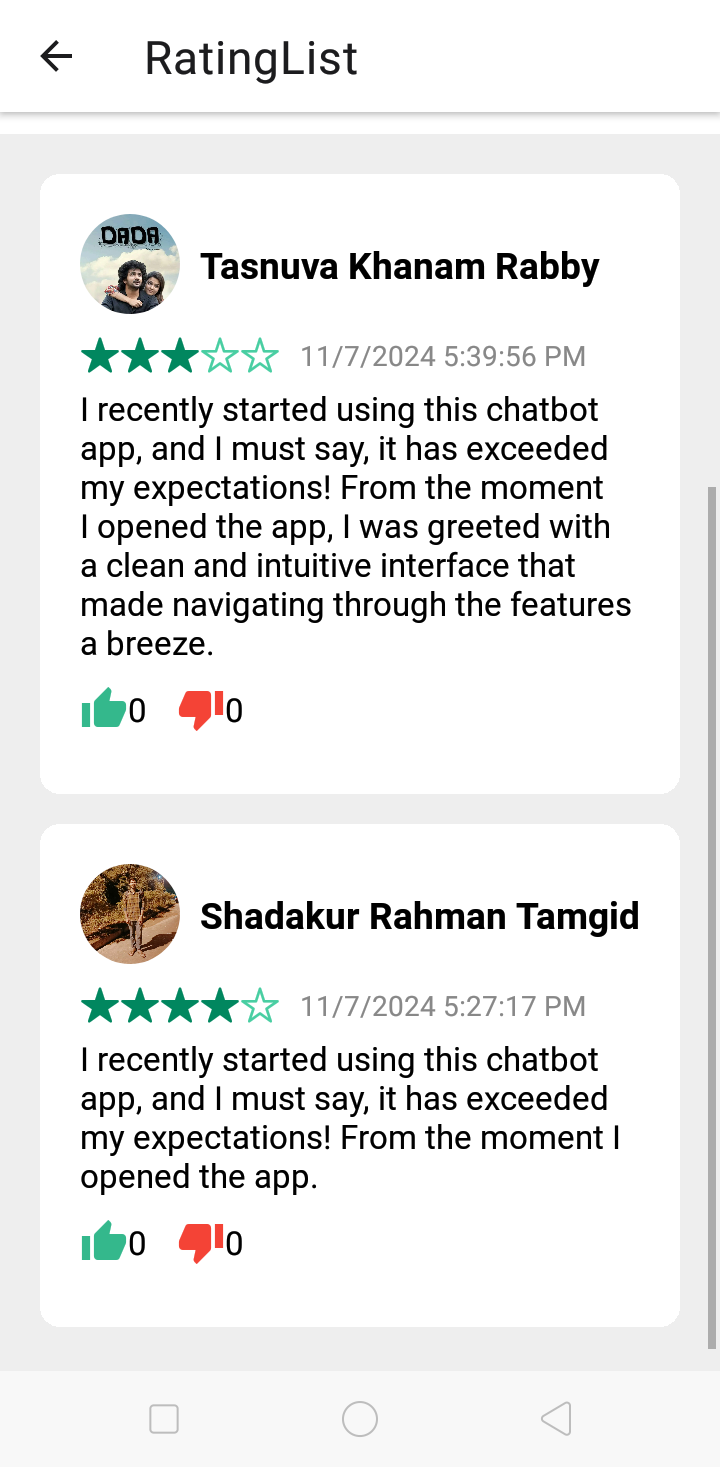 RatingList
DADA
Tasnuva Khanam Rabby
11/7/2024 5:39:56 PM
I recently started using this chatbot
app, and I must say, it has exceeded
my expectations! From the moment
I opened the app, I was greeted with
a clean and intuitive interface that
made navigating through the features
a breeze.
0 0
Shadakur Rahman Tamgid
11/7/2024 5:27:17 PM
I recently started using this chatbot
app, and I must say, it has exceeded
my expectations! From the moment I
opened the app.
0 0